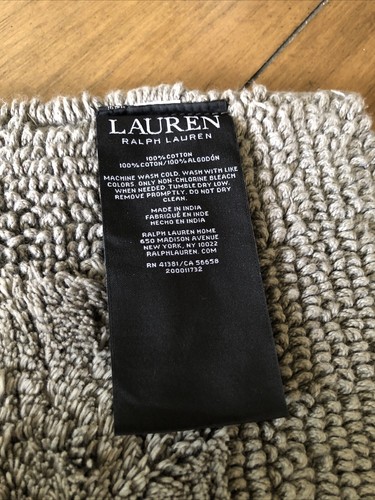 LAUREN
RALPH LAUREN
100% COTTON
100% COTON/100% ALGODÓN
MACHINE WASH COLD. WASH WITH LIKE
COLORS. ONLY NON-CHLORINE BLEACH
WHEN NEEDED. TUMBLE DRY LOW.
REMOVE PROMPTLY. DO NOT DRY
CLEAN.
MADE IN INDIA
FABRIQUÉ EN INDE
HECHO EN INDIA
RALPH LAUREN HOME
650 MADISON AVENUE
NEW YORK, NY 10022
RALPHLAUREN.COM
RN 41381/CA 56658
200011732